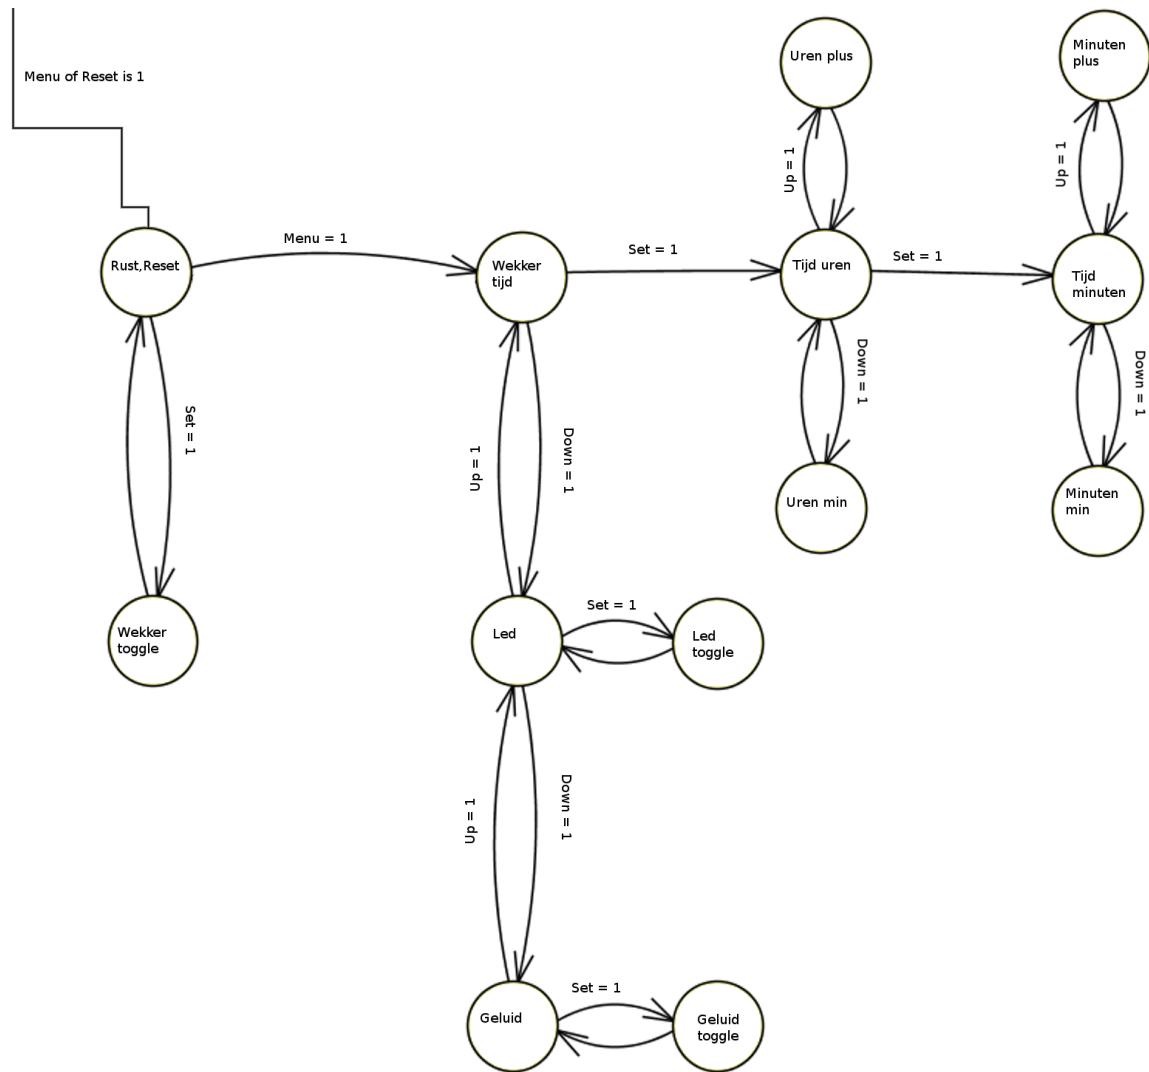 Menu of Reset is 1
Uren plus
Minuten
plus
Up = 1
Up = 1
Rust,Reset
Menu = 1
Wekker
tijd
Set = 1
Tijd uren
Set = 1
Tijd
minuten
Set = 1
Up = 1
Down = 1
Down = 1
Down = 1
Uren min
Minuten
min
Wekker
toggle
Led
Set = 1
Led
toggle
Up = 1
Down = 1
Geluid
Set = 1
Geluid
toggle